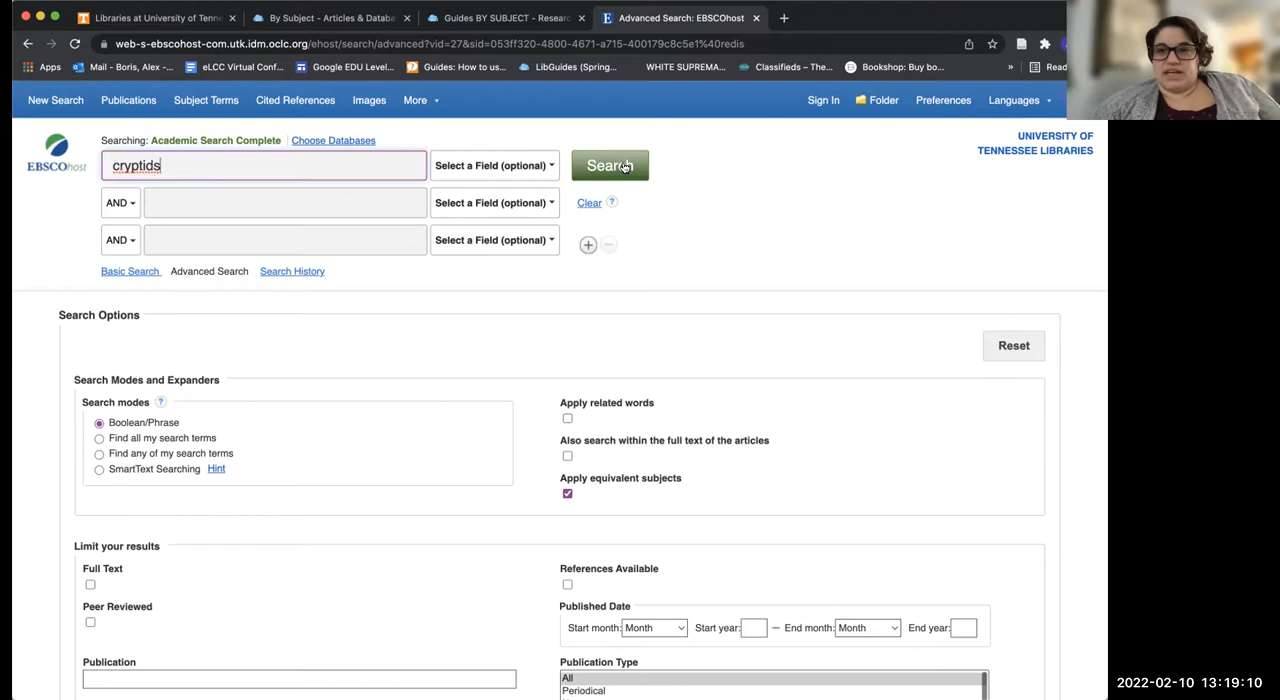 Libraries at University of Tenne
By Subject - Articles & Databa
Guides BY SUBJECT - Researc
Advanced Search: EBSCOhost
web-s-ebscohost-com.utk.idm.oclc.org/ehost/search/advanced?vid=27&sid=053ff320-4800-4671-a715-400179c8c5e1%40redis
Apps
Mail - Boris, Alex -...
eLCC Virtual Conf...
Google EDU Level...
Guides: How to us...
LibGuides (Spring...
WHITE SUPREMA...
Classifieds – The...
Bookshop: Buy bo...
»
Read
New Search Publications Subject Terms Cited References Images More
Sign In Folder Preferences Languages
EBSCOhost
Searching: Academic Search Complete Choose Databases
UNIVERSITY OF
TENNESSEE LIBRARIES
cryptids Select a Field (optional) Search
AND Select a Field (optional) Clear ?
AND Select a Field (optional)
Basic Search Advanced Search Search History
Search Options
Reset
Search Modes and Expanders
Search modes ?
Boolean/Phrase
Find all my search terms
Find any of my search terms
SmartText Searching Hint
Apply related words
Also search within the full text of the articles
Apply equivalent subjects
Limit your results
Full Text
Peer Reviewed
Publication
References Available
Published Date
Start month: Month Start year: — End month: Month End year:
Publication Type
All
Periodical
2022-02-10 13:19:10